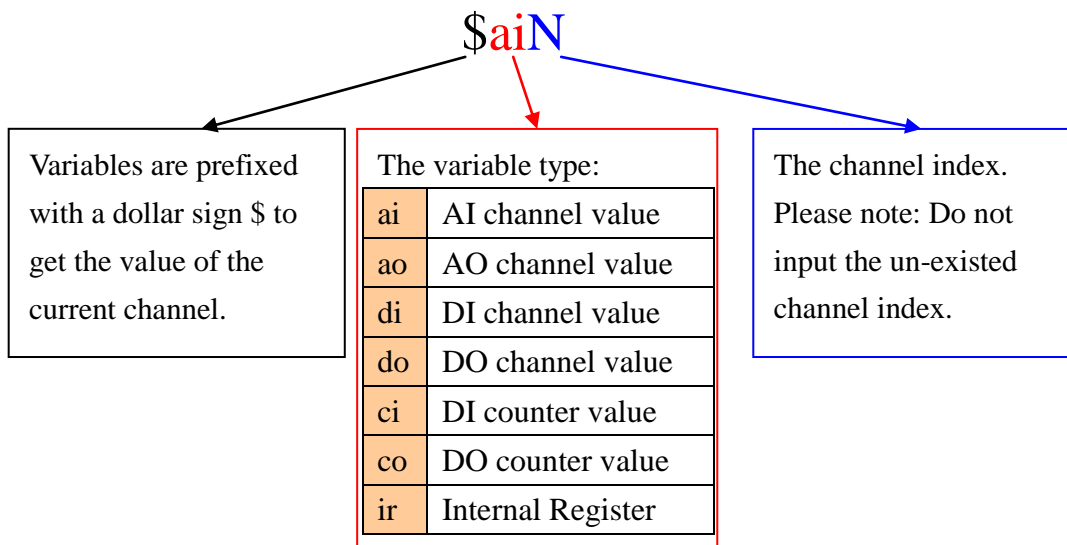 $aiN
Variables are prefixed
with a dollar sign $ to
get the value of the
current channel.
The variable type:
ai AI channel value
ao AO channel value
di DI channel value
do DO channel value
ci DI counter value
co DO counter value
ir Internal Register
The channel index.
Please note: Do not
input the un-existed
channel index.